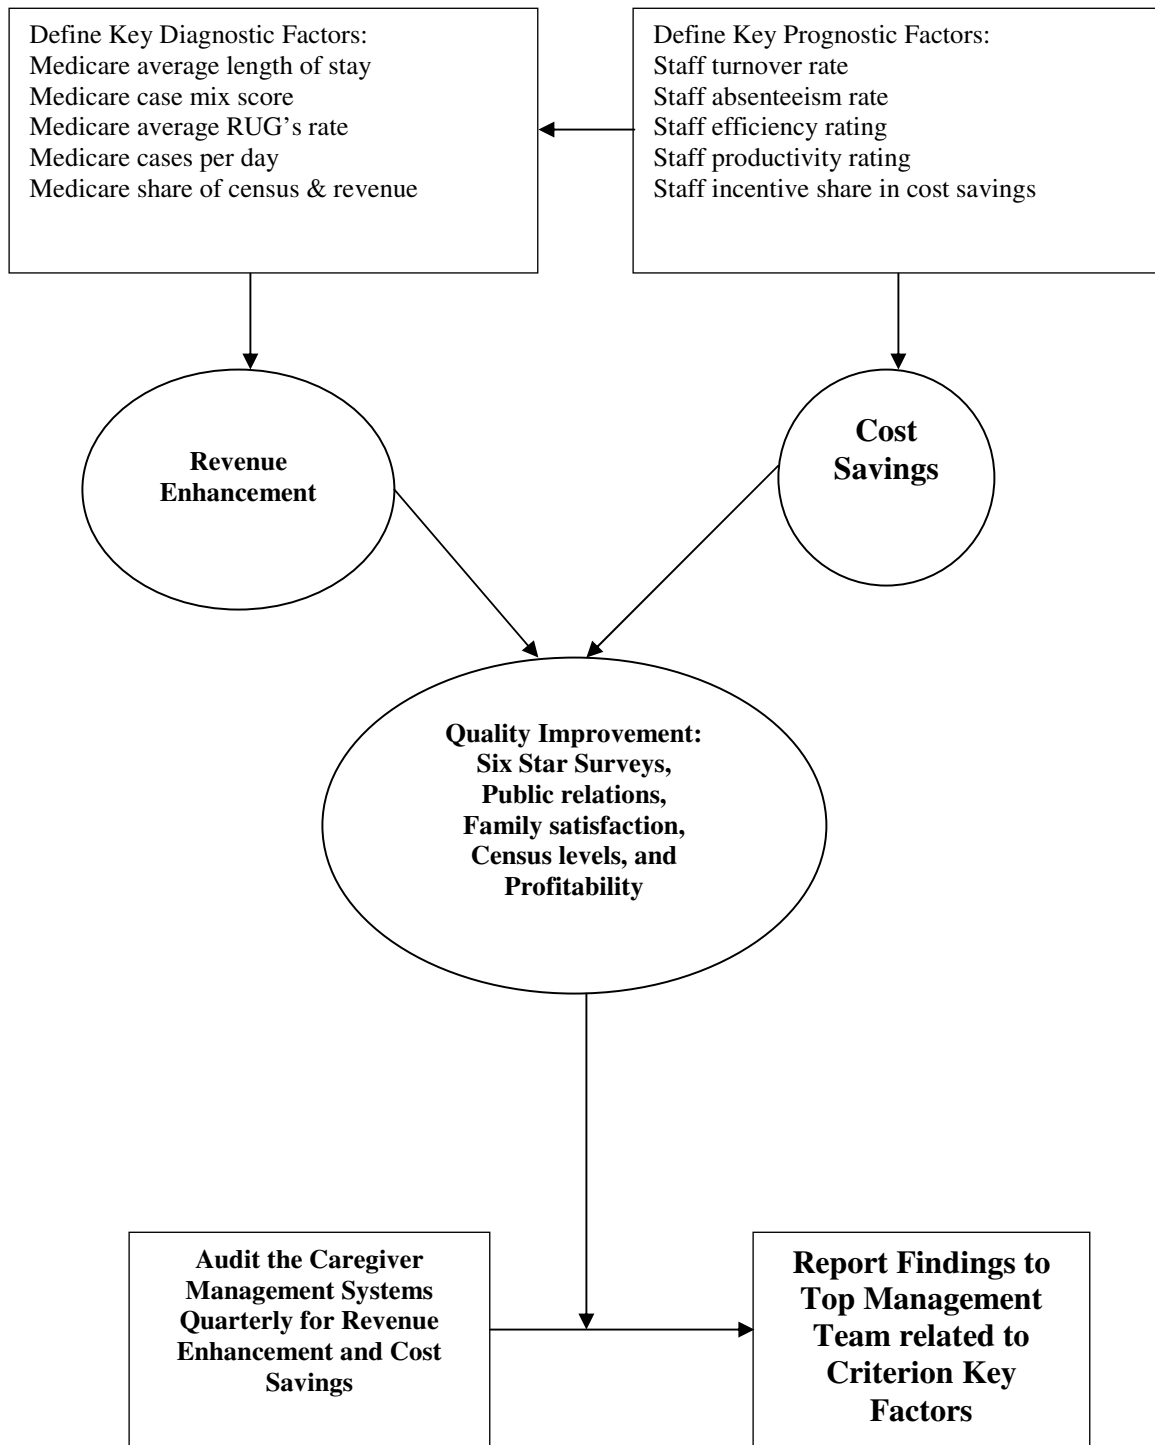 Define Key Diagnostic Factors:
Medicare average length of stay
Medicare case mix score
Medicare average RUG's rate
Medicare cases per day
Medicare share of census & revenue
Define Key Prognostic Factors:
Staff turnover rate
Staff absenteeism rate
Staff efficiency rating
Staff productivity rating
Staff incentive share in cost savings
Revenue
Enhancement
Cost
Savings
Quality Improvement:
Six Star Surveys,
Public relations,
Family satisfaction,
Census levels, and
Profitability
Audit the Caregiver
Management Systems
Quarterly for Revenue
Enhancement and Cost
Savings
Report Findings to
Top Management
Team related to
Criterion Key
Factors